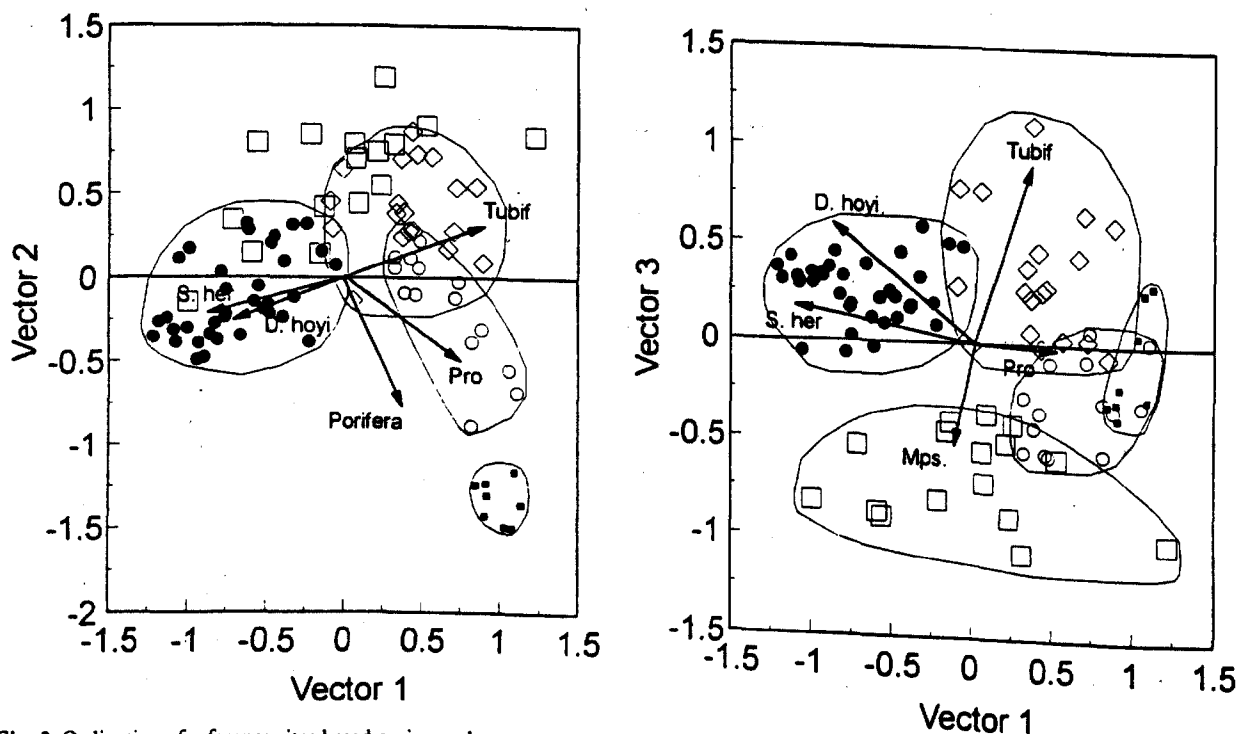 1.5
1
0.5
0
-0.5
-1
-1.5
-2
Vector 2
Tubif
S. her
D. hoyi
Pro
Porifera
-1.5 -1 -0.5 0 0.5 1 1.5
Vector 1
1.5
1
0.5
0
-0.5
-1
-1.5
Vector 3
Tubif
D. hoyi
S. her
Pro
Mps.
-1.5 -1 -0.5 0 0.5 1 1.5
Vector 1